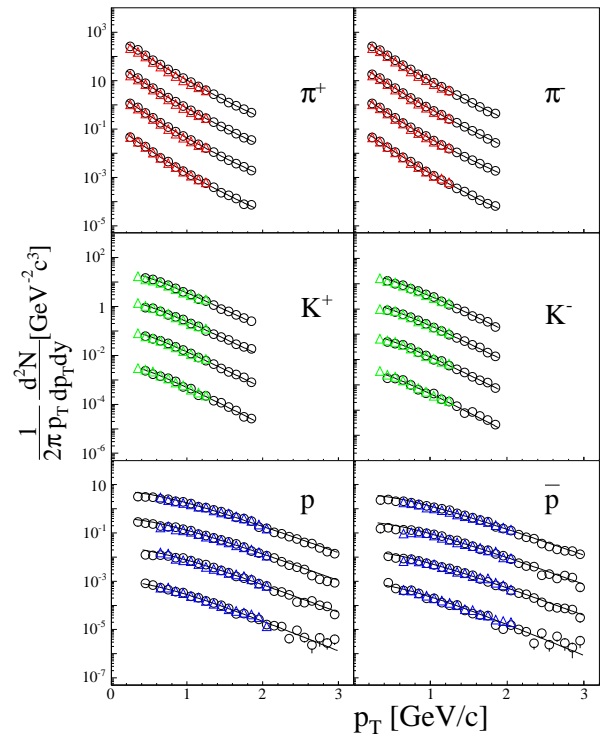 10³
10
10⁻¹
10⁻³
10⁻⁵
π⁺
π⁻
10²
1
10⁻²
10⁻⁴
10⁻⁶
K⁺
K⁻
10
10⁻¹
10⁻³
10⁻⁵
10⁻⁷
p
p̅
0 1 2 3 1 2 3
p_T [GeV/c]
1/2π d²N/p_T dp_T dy [GeV⁻²c³]